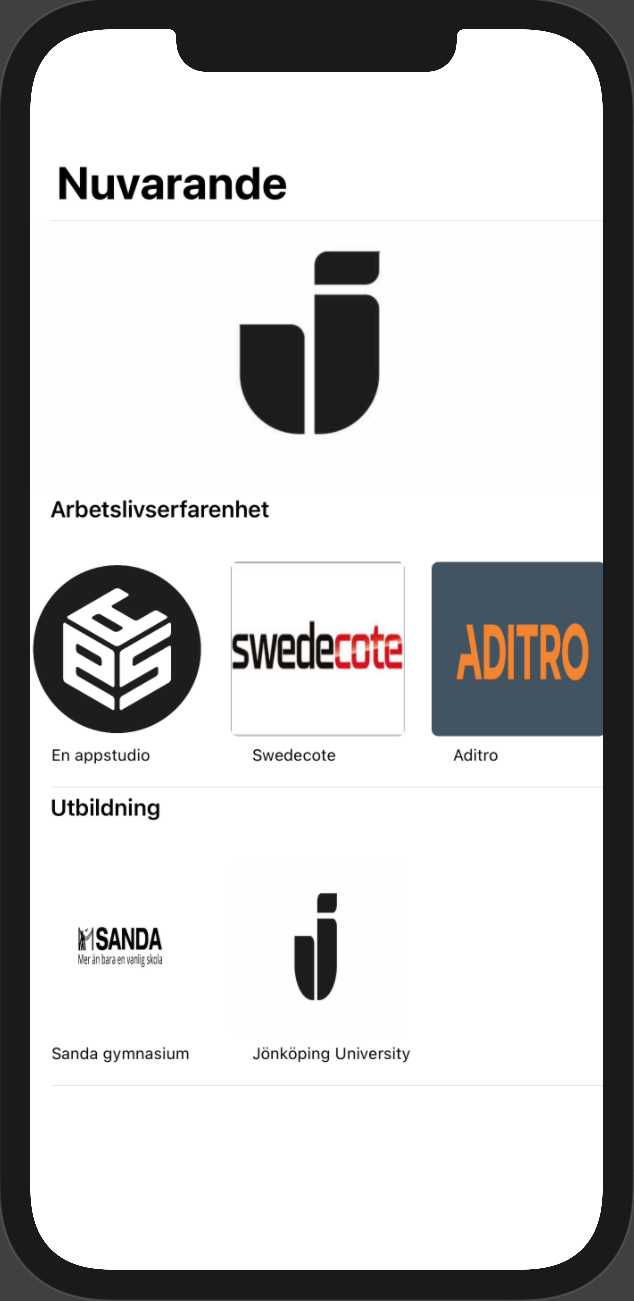 Nuvarande
Arbetslivserfarenhet
swedecote
ADITRO
En appstudio
Swedecote
Aditro
Utbildning
SANDA
Mer än bara en vanlig skola
Sanda gymnasium
Jönköping University